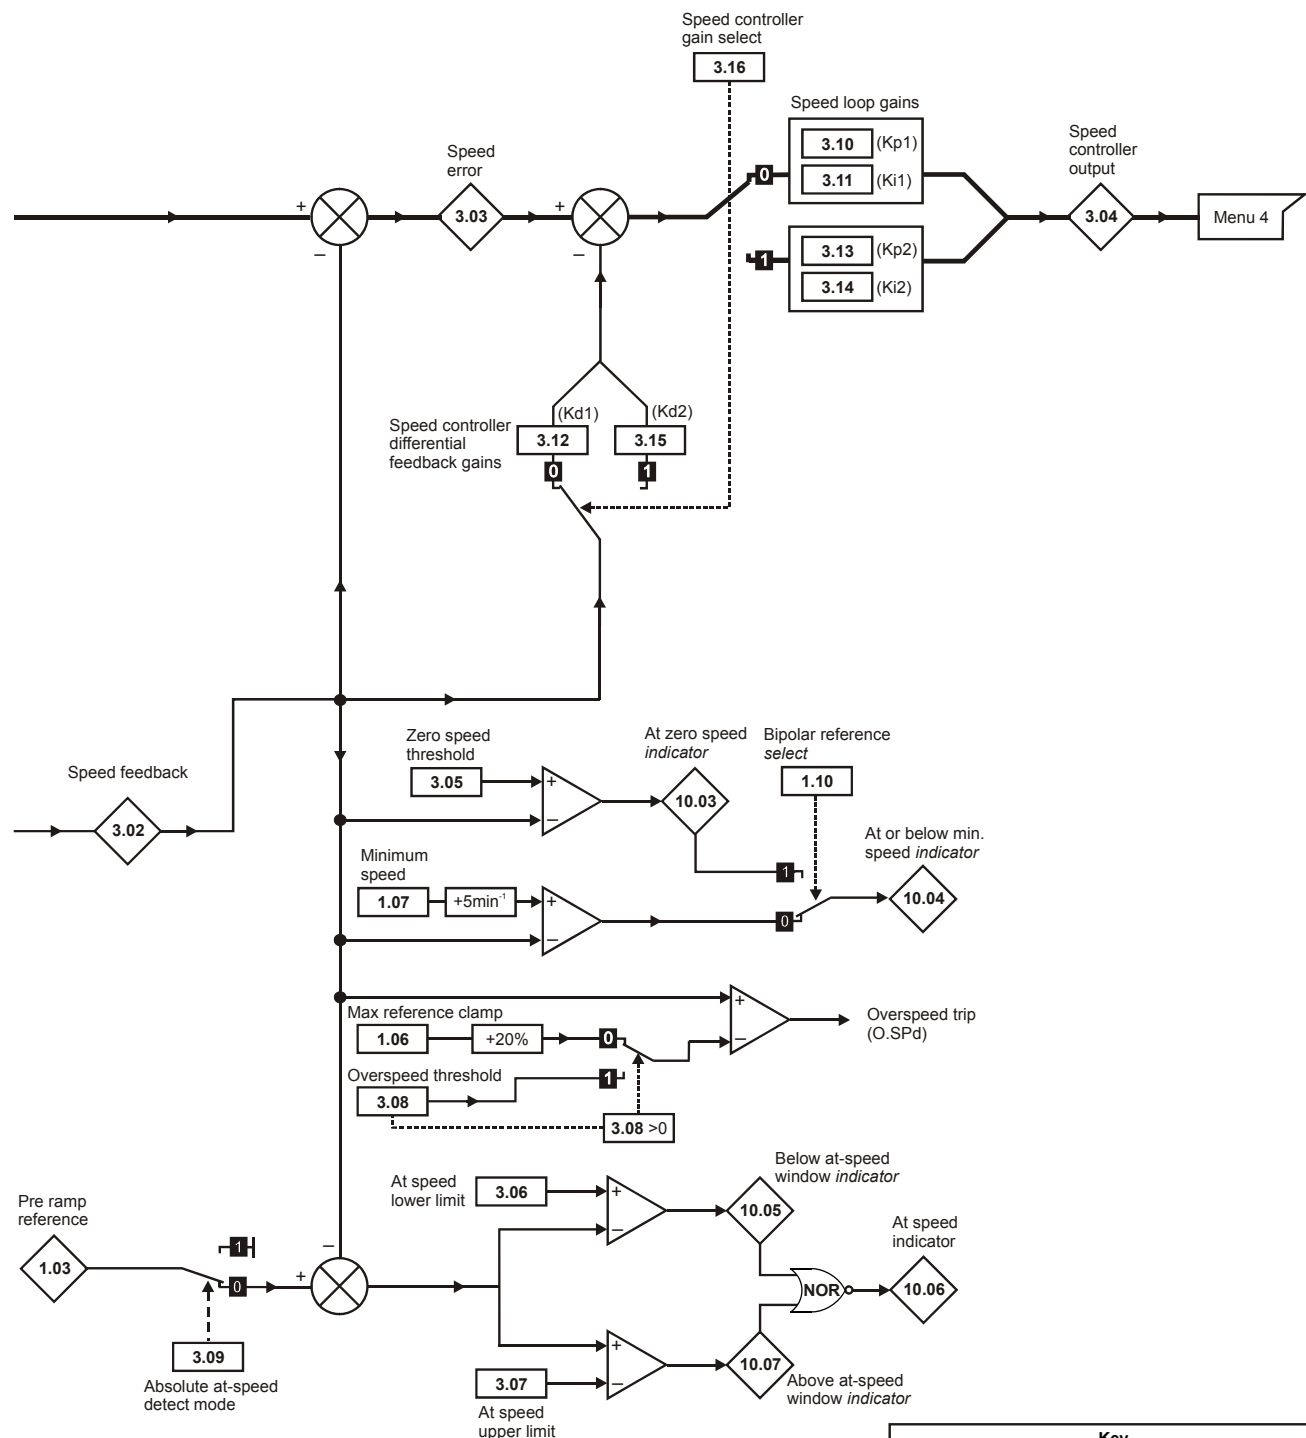 Speed controller
gain select
3.16
Speed loop gains
3.10 (Kp1)
3.11 (Ki1)
0
Speed
error
3.03
+
–
+
–
Speed
controller
output
3.04
Menu 4
1
3.13 (Kp2)
3.14 (Ki2)
(Kd1)
(Kd2)
Speed controller
differential
feedback gains
3.12
3.15
0
1
Zero speed
threshold
3.05
+
–
At zero speed
indicator
10.03
Bipolar reference
select
1.10
Speed feedback
3.02
Minimum
speed
1.07
+5min-1
+
–
1
0
At or below min.
speed indicator
10.04
Max reference clamp
1.06
+20%
0
+
–
Overspeed trip
(O.SPd)
Overspeed threshold
3.08
1
3.08 >0
Pre ramp
reference
1.03
1
0
+
–
3.09
Absolute at-speed
detect mode
At speed
lower limit
3.06
+
–
Below at-speed
window indicator
10.05
NOR
At speed
indicator
10.06
+
–
3.07
At speed
upper limit
10.07
Above at-speed
window indicator
Key